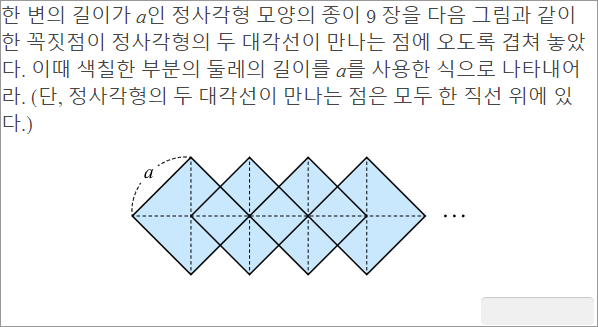 한 변의 길이가 a인 정사각형 모양의 종이 9 장을 다음 그림과 같이
한 꼭짓점이 정사각형의 두 대각선이 만나는 점에 오도록 겹쳐 놓았
다. 이때 색칠한 부분의 둘레의 길이를 a를 사용한 식으로 나타내어
라. (단, 정사각형의 두 대각선이 만나는 점은 모두 한 직선 위에 있
다.)
a
···